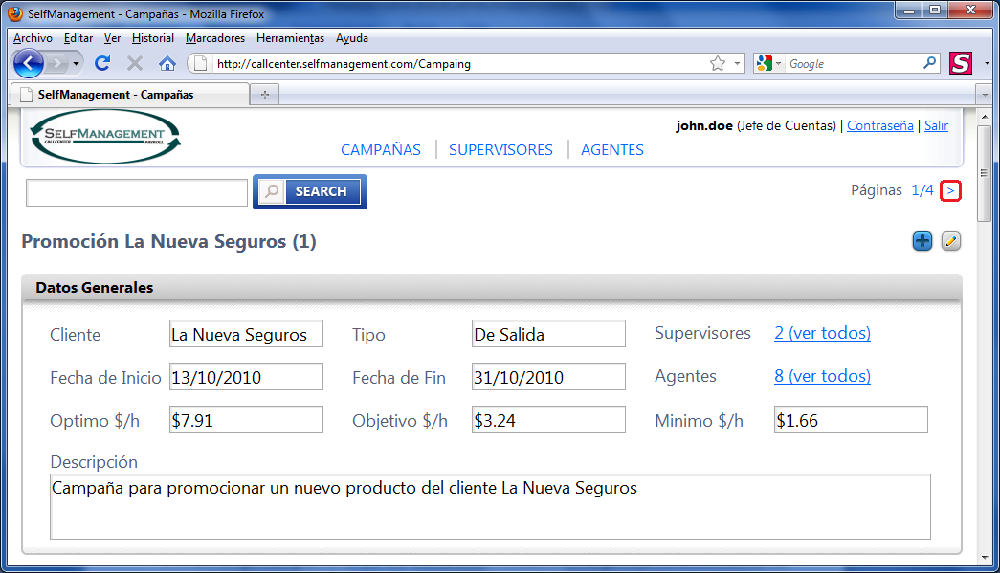 SelfManagement - Campañas - Mozilla Firefox
Archivo Editar Ver Historial Marcadores Herramientas Ayuda
http://callcenter.selfmanagement.com/Campaing
Google
S
SelfManagement - Campañas
SELFMANAGEMENT
CALLCENTER PAYROLL
john.doe (Jefe de Cuentas) | Contraseña | Salir
CAMPAÑAS | SUPERVISORES | AGENTES
SEARCH
Páginas 1/4 >
Promoción La Nueva Seguros (1)
Datos Generales
Cliente La Nueva Seguros Tipo De Salida Supervisores 2 (ver todos)
Fecha de Inicio 13/10/2010 Fecha de Fin 31/10/2010 Agentes 8 (ver todos)
Optimo $/h $7.91 Objetivo $/h $3.24 Minimo $/h $1.66
Descripción
Campaña para promocionar un nuevo producto del cliente La Nueva Seguros